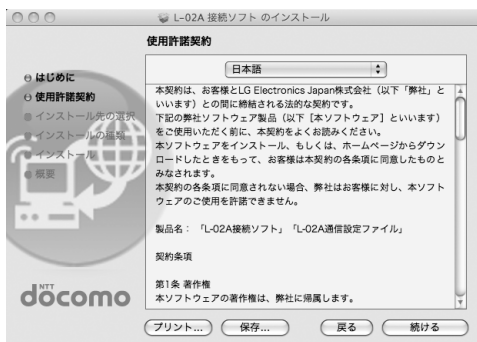 L-02A 接続ソフト のインストール
使用許諾契約
はじめに
使用許諾契約
インストール先の選択
インストールの種類
インストール
概要
日本語
本契約は、お客様とLG Electronics Japan株式会社（以下「弊社」と
いいます）との間に締結される法的な契約です。
下記の弊社ソフトウェア製品（以下［本ソフトウェア］といいます）
をご使用いただく前に、本契約をよくお読みください。
本ソフトウェアをインストール、もしくは、ホームページからダウン
ロードしたときをもって、お客様は本契約の各条項に同意したものと
みなされます。
本契約の各条項に同意されない場合、弊社はお客様に対し、本ソフト
ウェアのご使用を許諾できません。
製品名： 「L-02A接続ソフト」「L-02A通信設定ファイル」
契約条項
第1条 著作権
本ソフトウェアの著作権は、弊社に帰属します。
NTT
docomo
プリント...
保存...
戻る
続ける